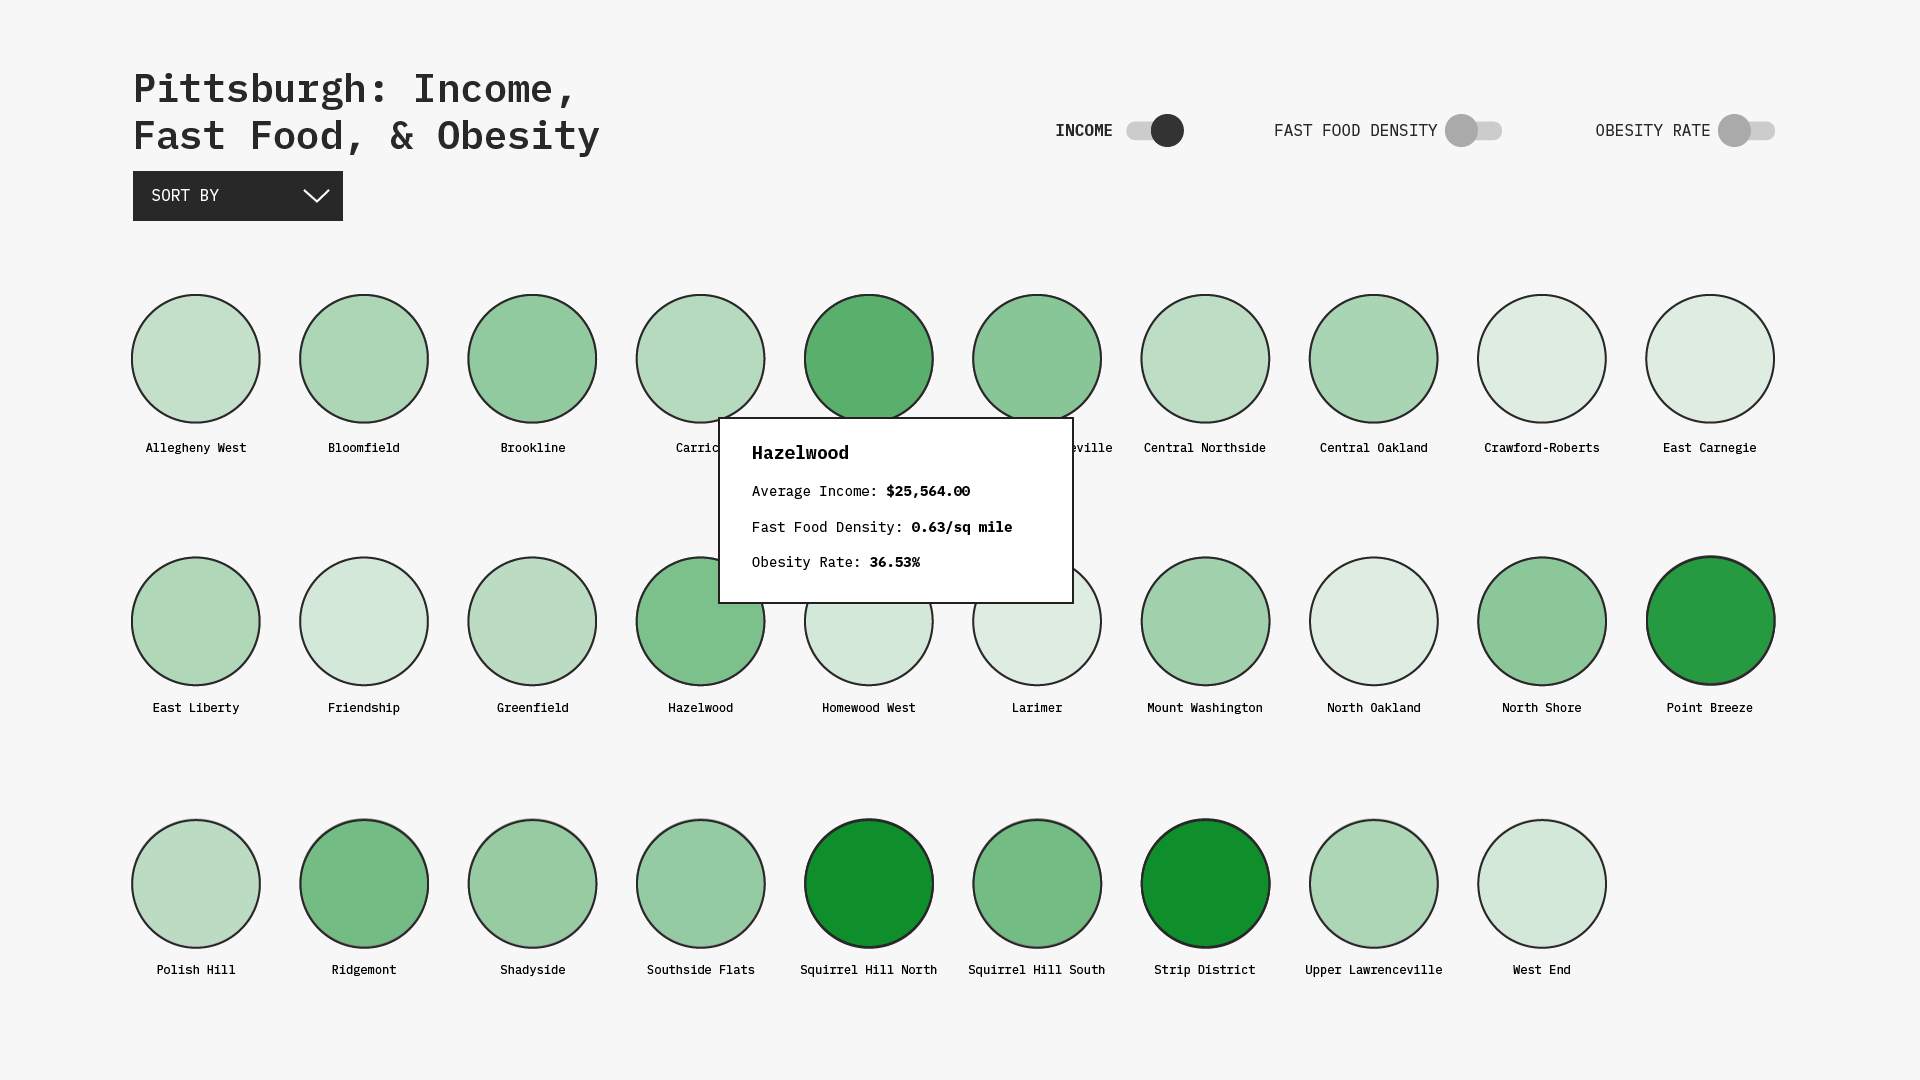 Pittsburgh: Income,
Fast Food, & Obesity
INCOME
FAST FOOD DENSITY
OBESITY RATE
SORT BY
Allegheny West
Bloomfield
Brookline
Carric
eville
Central Northside
Central Oakland
Crawford-Roberts
East Carnegie
Hazelwood
Average Income: $25,564.00
Fast Food Density: 0.63/sq mile
Obesity Rate: 36.53%
East Liberty
Friendship
Greenfield
Hazelwood
Homewood West
Larimer
Mount Washington
North Oakland
North Shore
Point Breeze
Polish Hill
Ridgemont
Shadyside
Southside Flats
Squirrel Hill North
Squirrel Hill South
Strip District
Upper Lawrenceville
West End